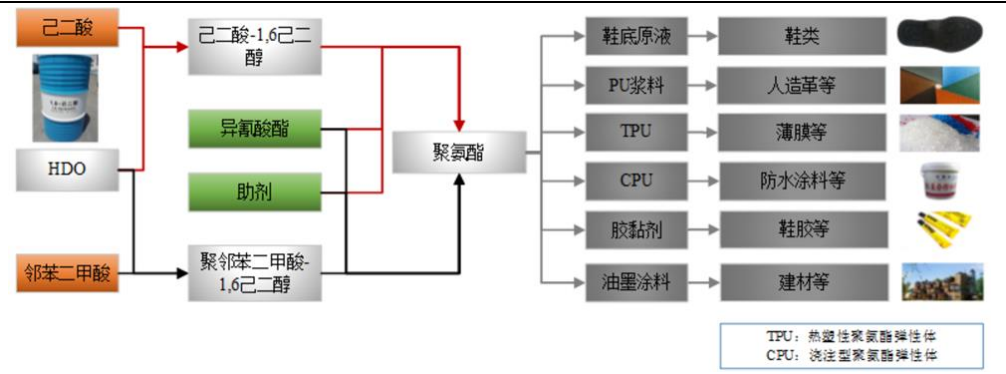 己二酸
HDO
邻苯二甲酸
己二酸-1,6己二
醇
异氰酸酯
助剂
聚邻苯二甲酸-
1,6己二醇
聚氨酯
鞋底原液
鞋类
PU浆料
人造革等
TPU
薄膜等
CPU
防水涂料等
胶黏剂
鞋胶等
油墨涂料
建材等
TPU：热塑性聚氨酯弹性体
CPU：浇注型聚氨酯弹性体